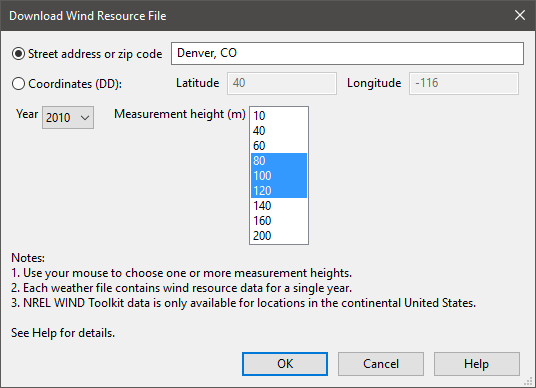 Download Wind Resource File
Street address or zip code Denver, CO
Coordinates (DD): Latitude 40 Longitude -116
Year 2010 Measurement height (m) 10
40
60
80
100
120
140
160
200
Notes:
1. Use your mouse to choose one or more measurement heights.
2. Each weather file contains wind resource data for a single year.
3. NREL WIND Toolkit data is only available for locations in the continental United States.
See Help for details.
OK Cancel Help